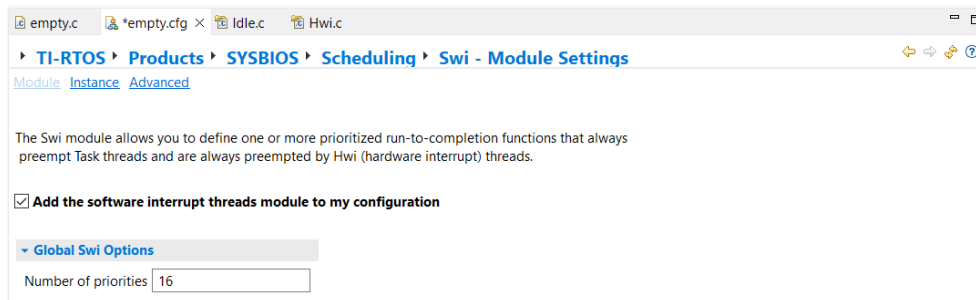 empty.c *empty.cfg Idle.c Hwi.c
TI-RTOS Products SYSBIOS Scheduling Swi - Module Settings
Module Instance Advanced
The Swi module allows you to define one or more prioritized run-to-completion functions that always
preempt Task threads and are always preempted by Hwi (hardware interrupt) threads.
Add the software interrupt threads module to my configuration
Global Swi Options
Number of priorities 16